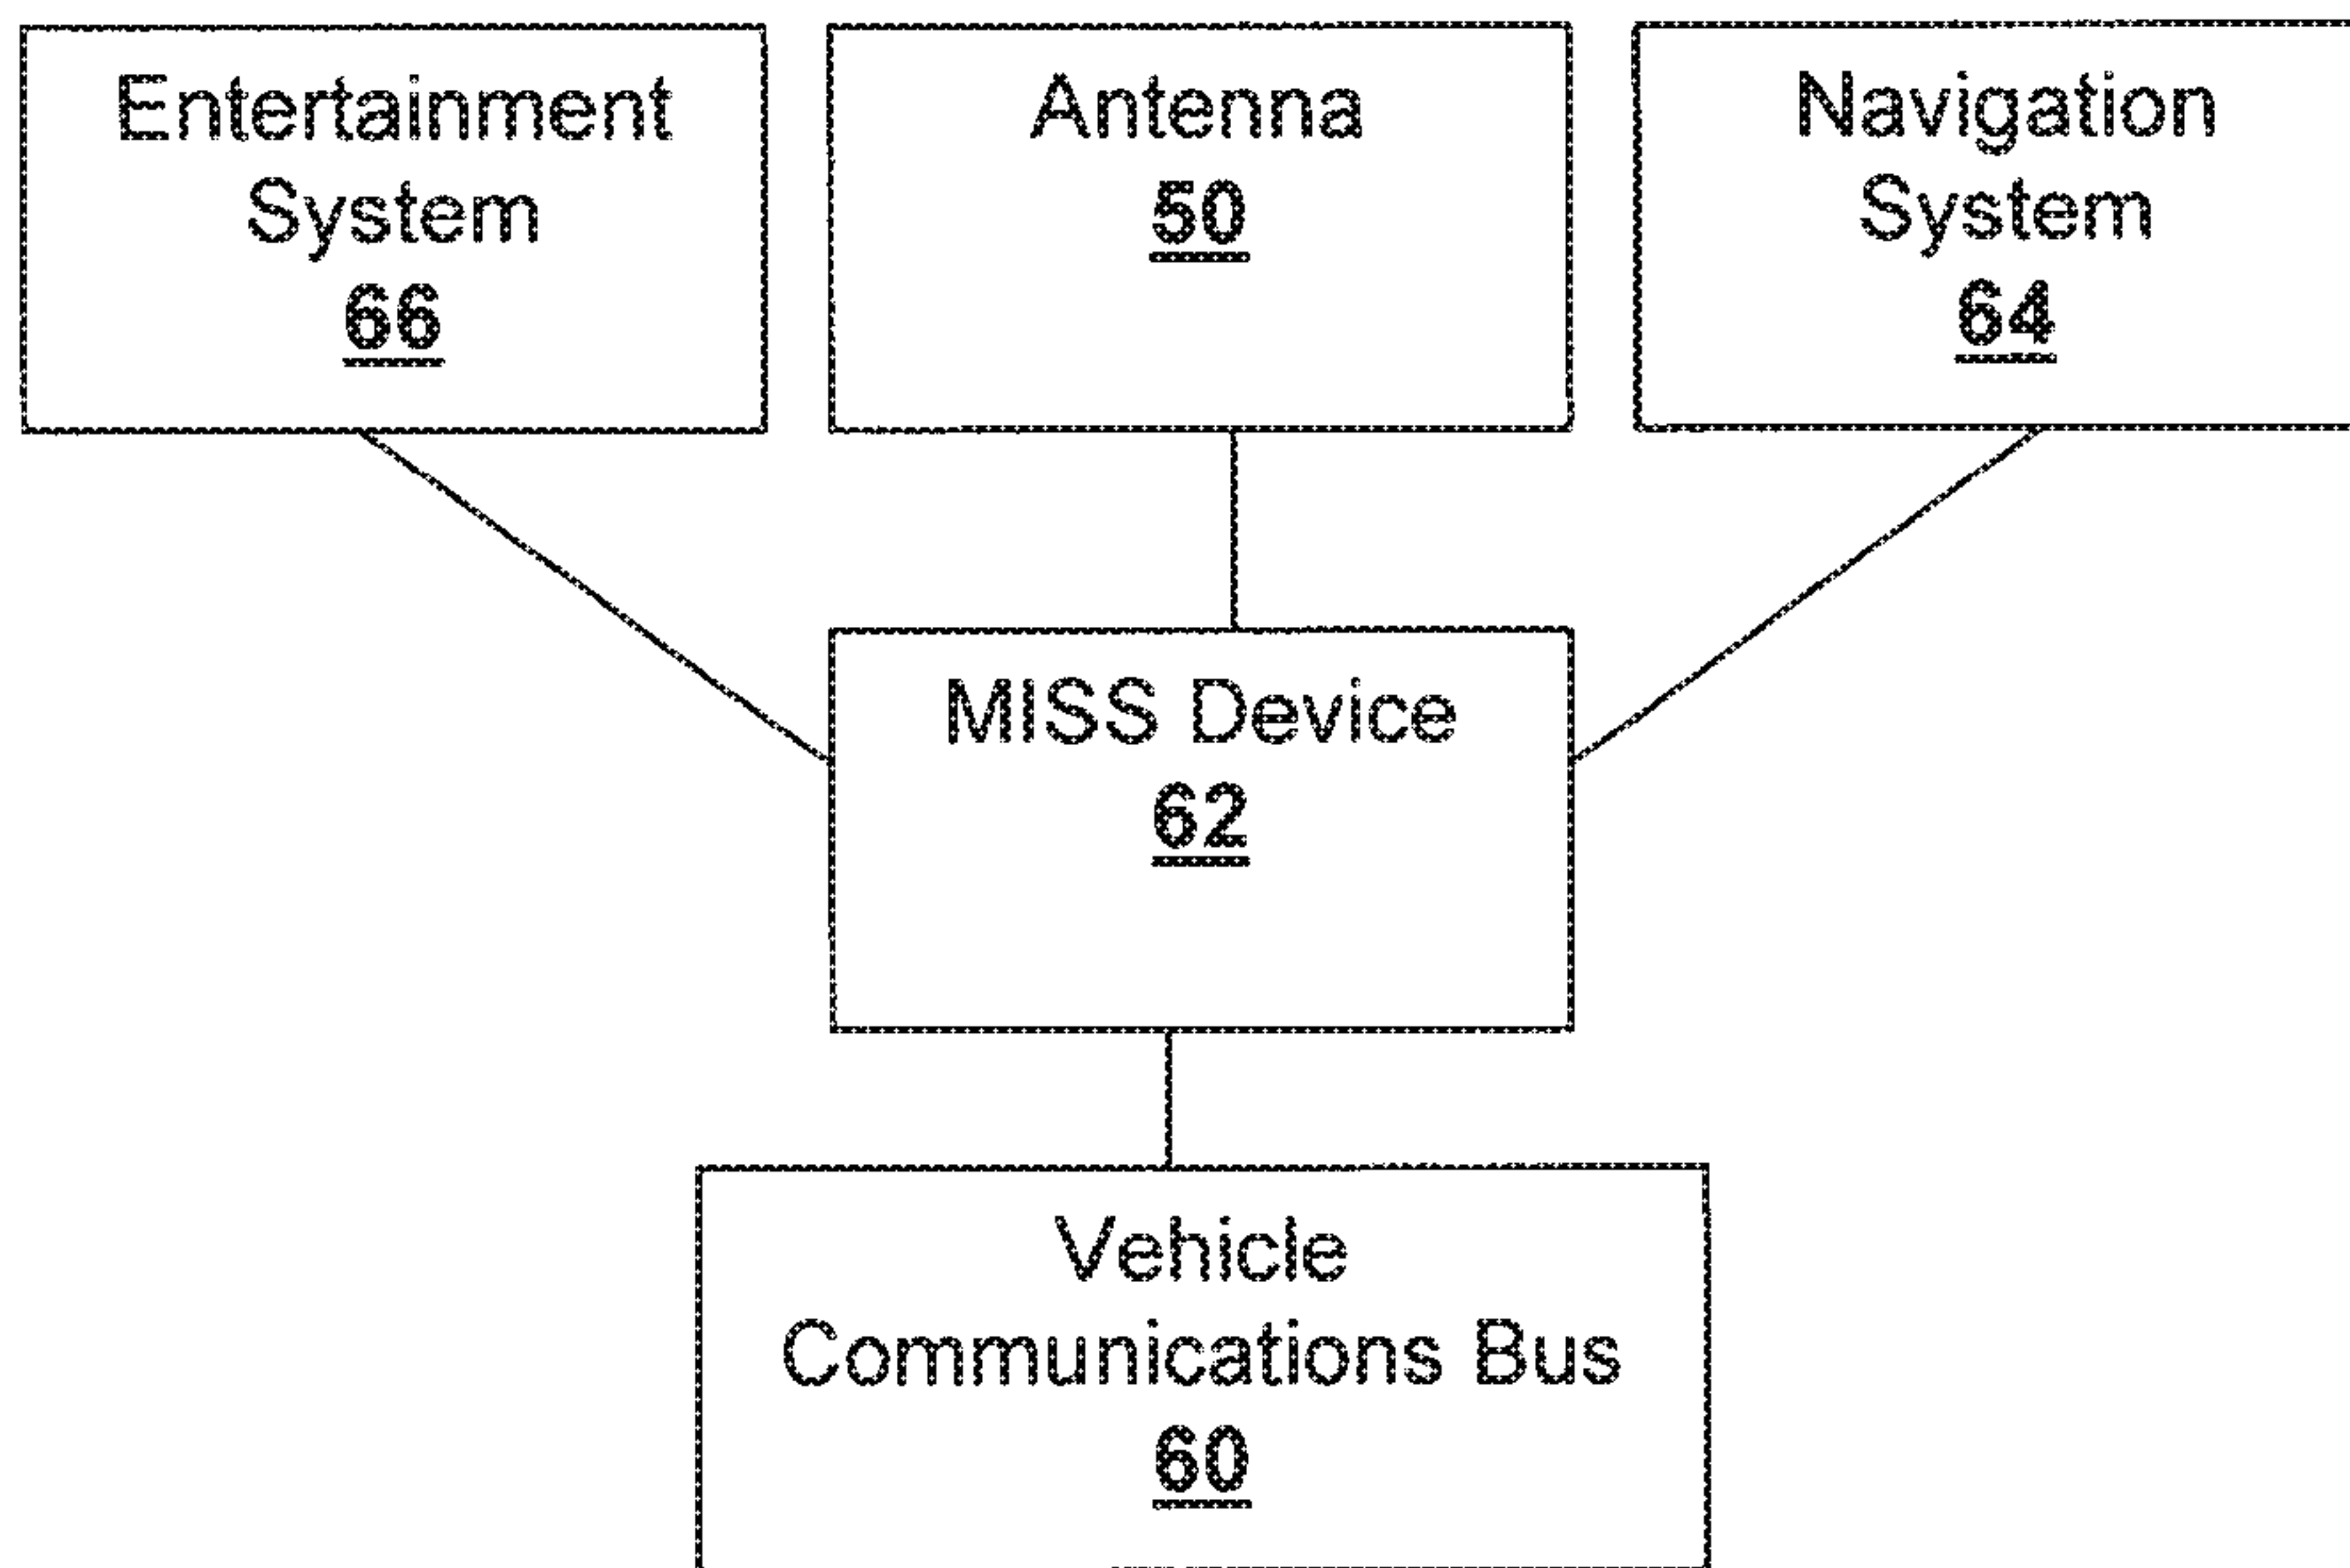 Entertainment
System
66
Antenna
50
Navigation
System
64
MISS Device
62
Vehicle
Communications Bus
60